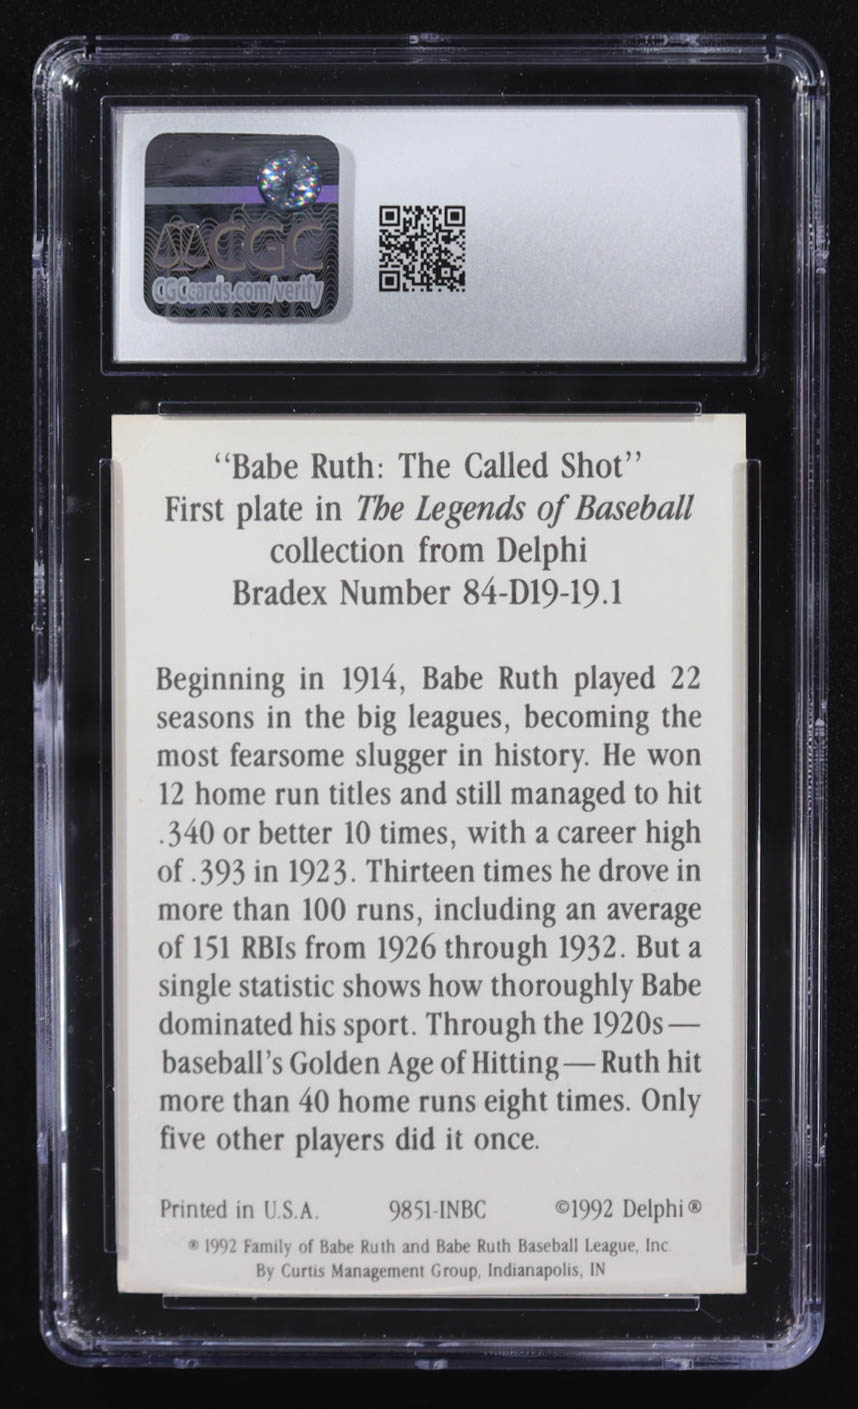 CGC
CGCcards.com/verify
“Babe Ruth: The Called Shot”
First plate in The Legends of Baseball
collection from Delphi
Bradex Number 84-D19-19.1
Beginning in 1914, Babe Ruth played 22
seasons in the big leagues, becoming the
most fearsome slugger in history. He won
12 home run titles and still managed to hit
.340 or better 10 times, with a career high
of .393 in 1923. Thirteen times he drove in
more than 100 runs, including an average
of 151 RBIs from 1926 through 1932. But a
single statistic shows how thoroughly Babe
dominated his sport. Through the 1920s—
baseball's Golden Age of Hitting—Ruth hit
more than 40 home runs eight times. Only
five other players did it once.
Printed in U.S.A. 9851-INBC ©1992 Delphi®
® 1992 Family of Babe Ruth and Babe Ruth Baseball League, Inc.
By Curtis Management Group, Indianapolis, IN